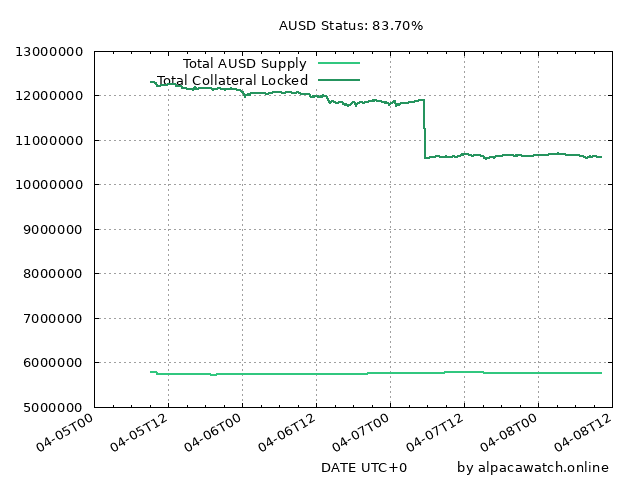 AUSD Status: 83.70%
13000000
Total AUSD Supply
Total Collateral Locked
12000000
11000000
10000000
9000000
8000000
7000000
6000000
5000000
04-05T00
04-05T12
04-06T00
04-06T12
04-07T00
04-07T12
04-08T00
04-08T12
DATE UTC+0
by alpacawatch.online